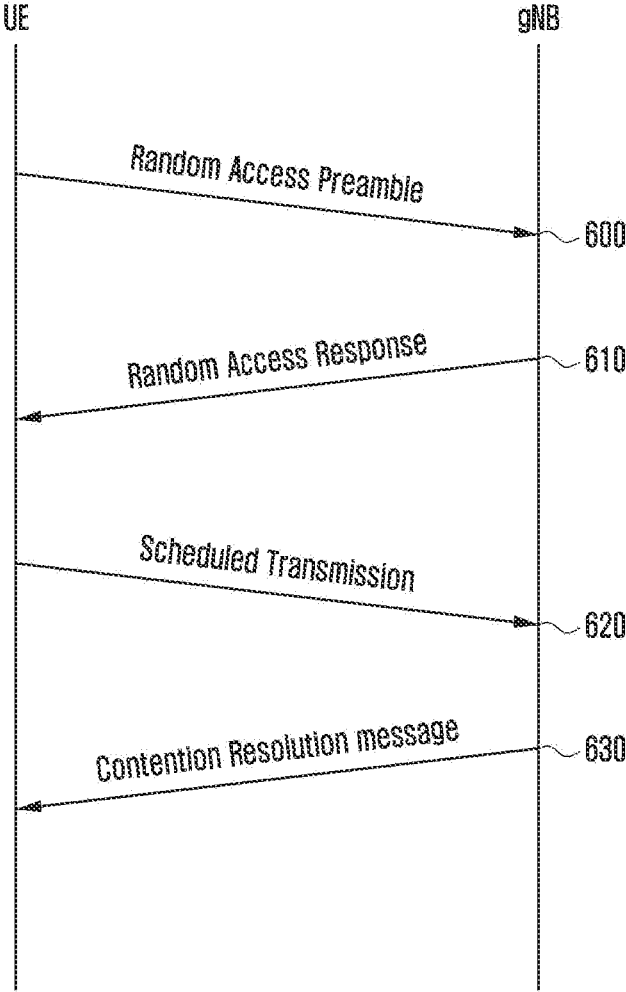 UE
gNB
Random Access Preamble
600
Random Access Response
610
Scheduled Transmission
620
Contention Resolution message
630